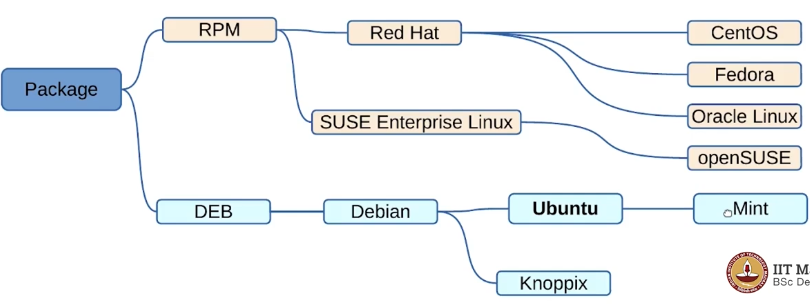 Package
RPM
Red Hat
CentOS
Fedora
Oracle Linux
SUSE Enterprise Linux
openSUSE
DEB
Debian
Ubuntu
Mint
Knoppix
IIT M
BSc De